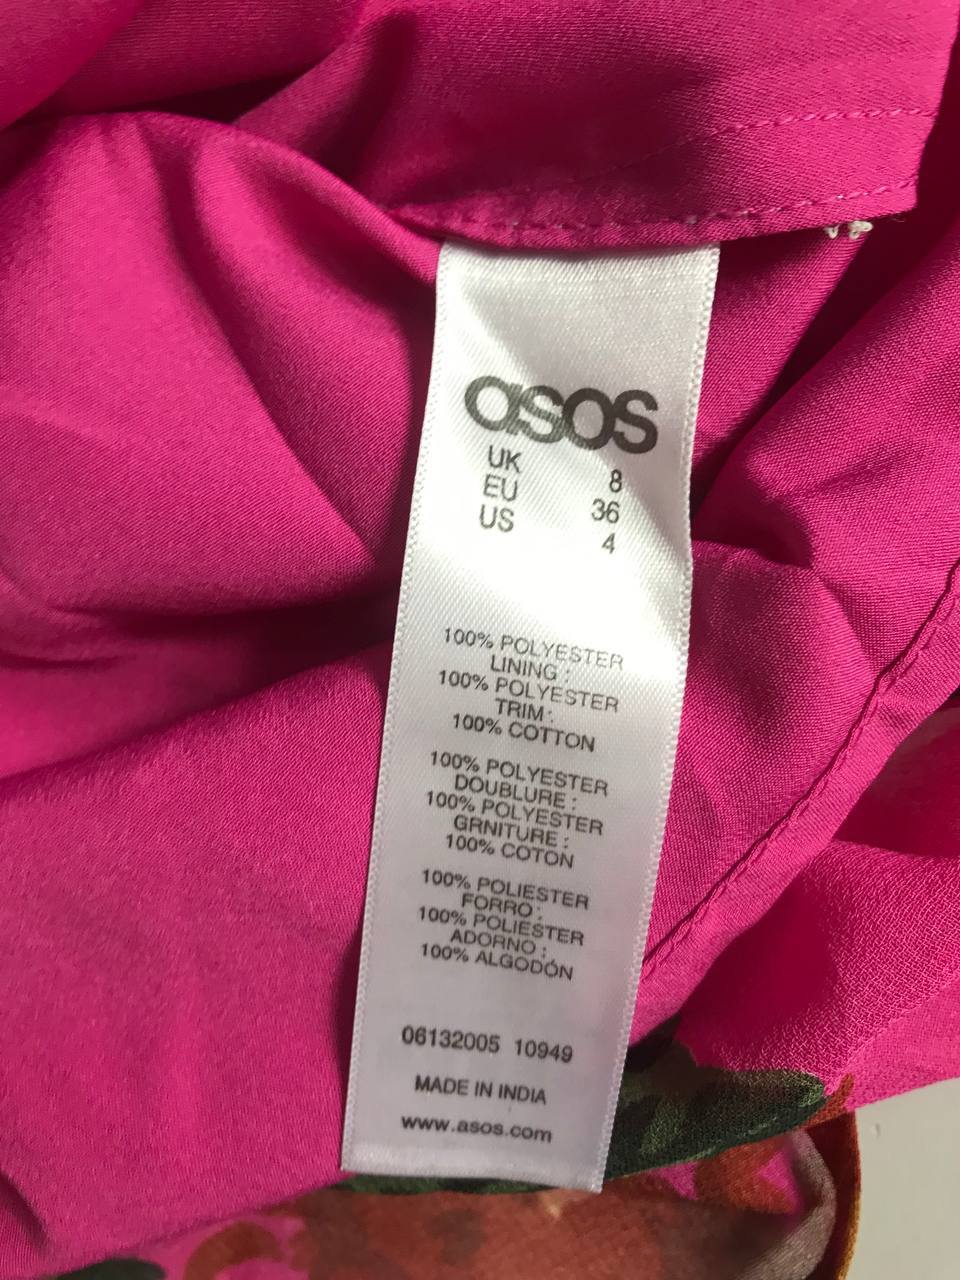 asos
UK 8
EU 36
US 4
100% POLYESTER
LINING :
100% POLYESTER
TRIM :
100% COTTON
100% POLYESTER
DOUBLURE :
100% POLYESTER
GRNITURE :
100% COTON
100% POLIESTER
FORRO :
100% POLIESTER
ADORNO :
100% ALGODÓN
06132005 10949
MADE IN INDIA
www.asos.com